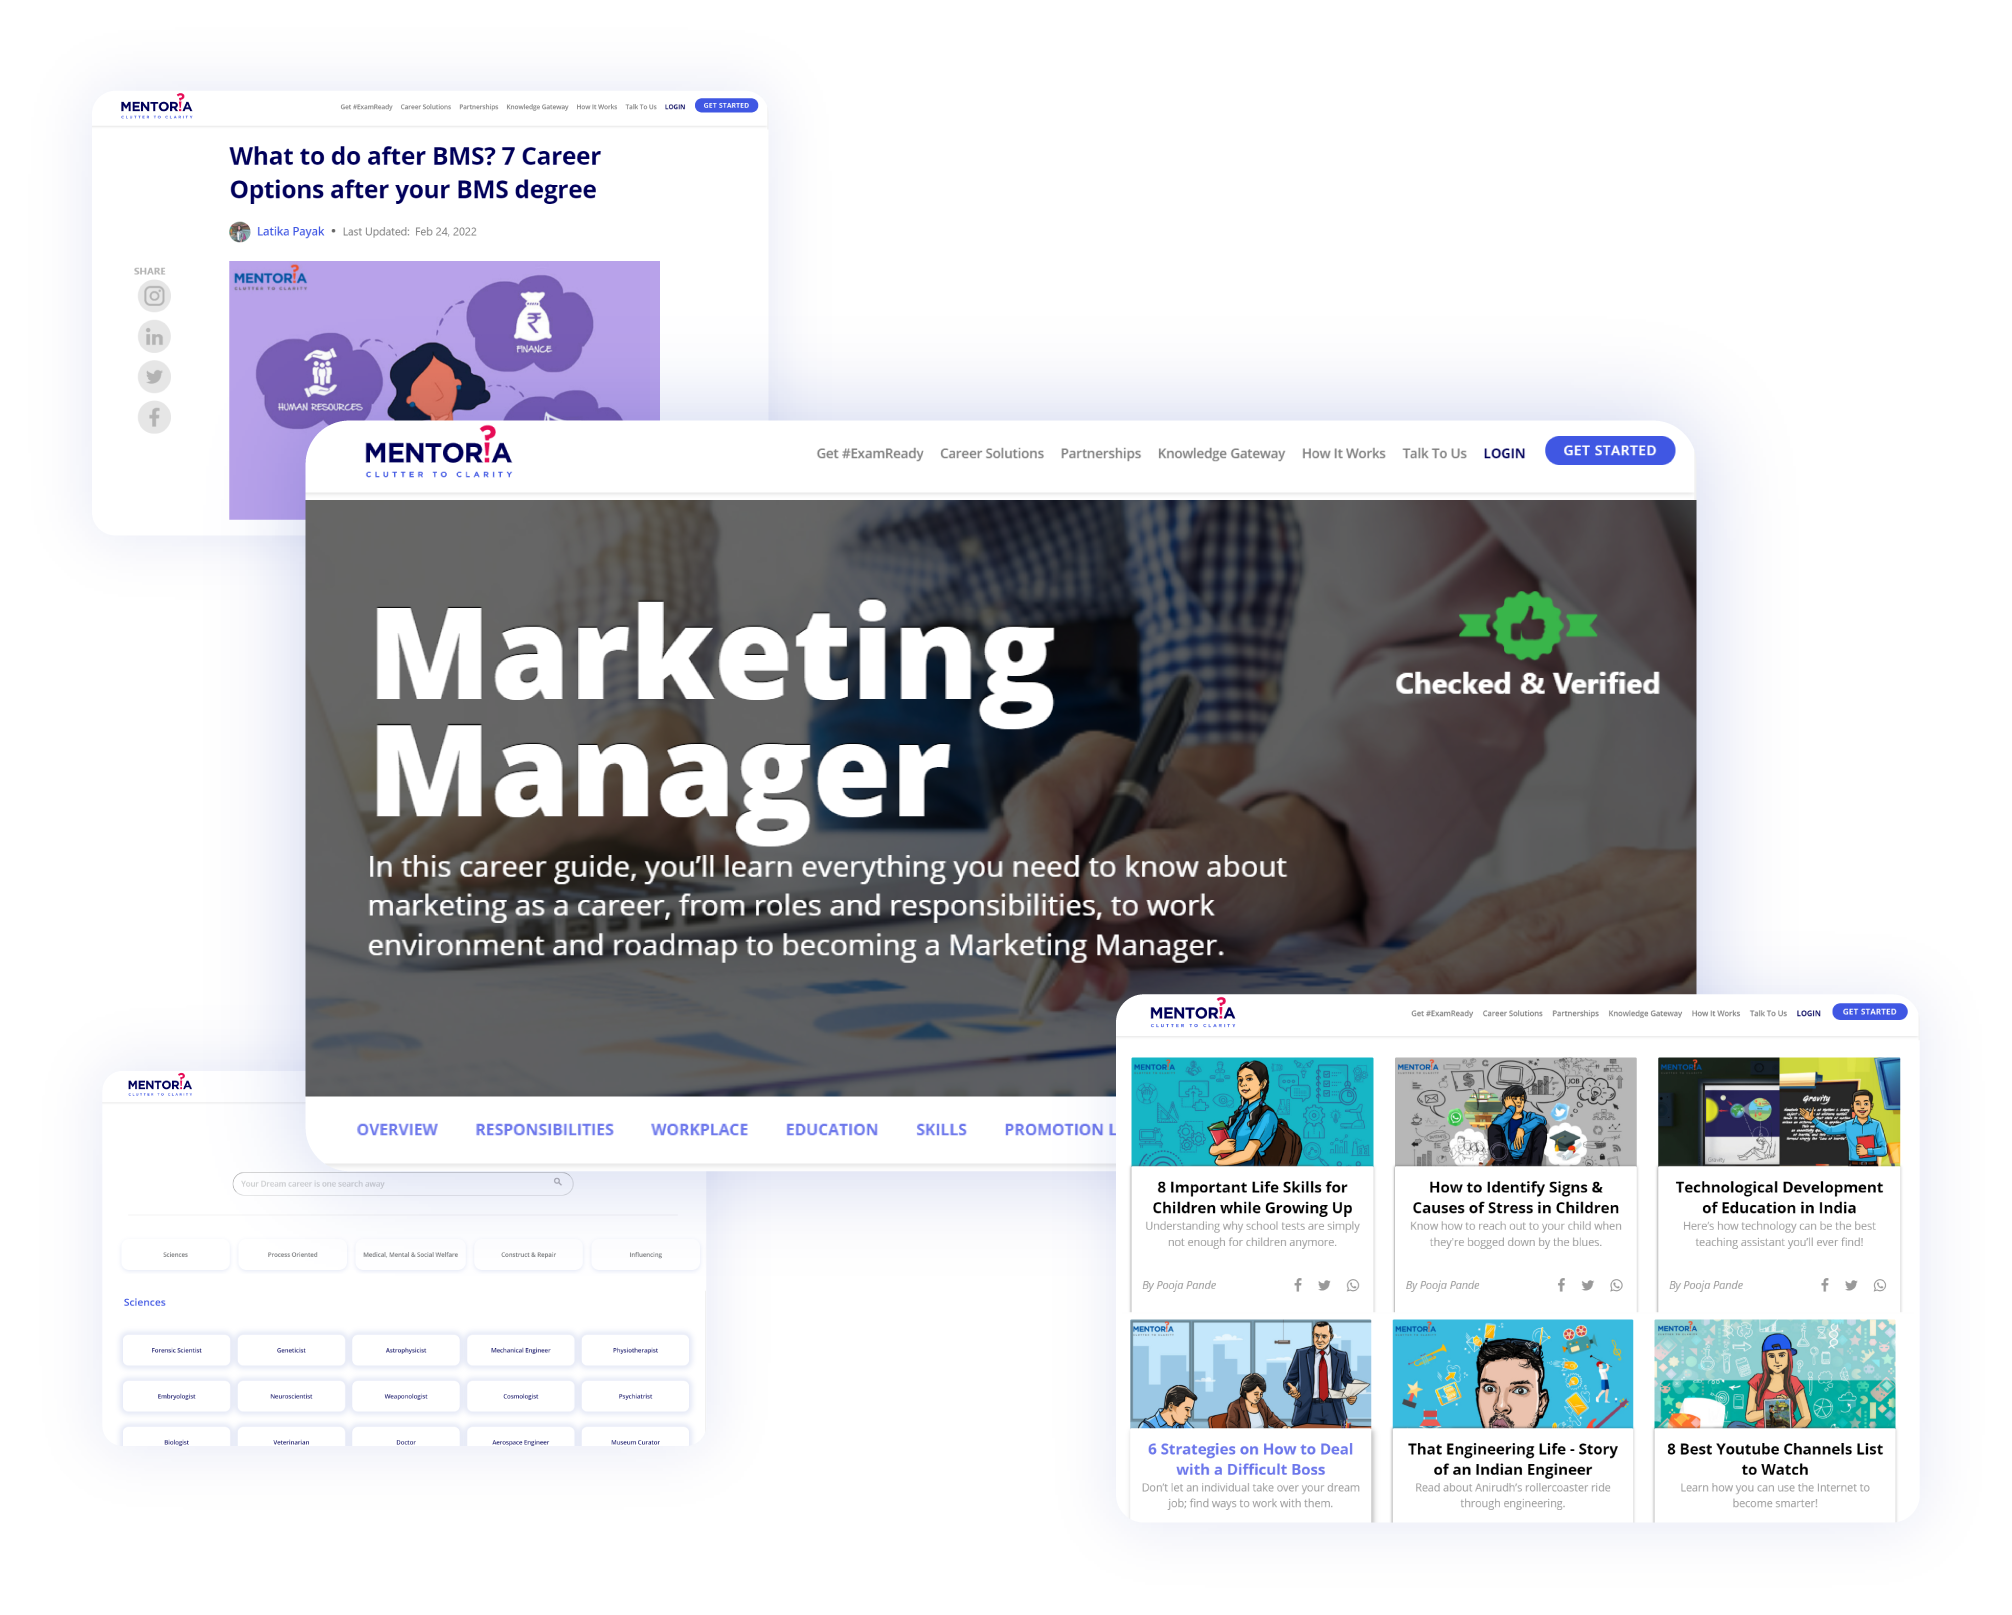 MENTOR!A
CLUTTER TO CLARITY
Get #ExamReady Career Solutions Partnerships Knowledge Gateway How It Works Talk To Us LOGIN GET STARTED
What to do after BMS? 7 Career
Options after your BMS degree
Latika Payak • Last Updated: Feb 24, 2022
SHARE
MENTOR!A
CLUTTER TO CLARITY
FINANCE
HUMAN RESOURCES
MENTOR!A
CLUTTER TO CLARITY
Get #ExamReady Career Solutions Partnerships Knowledge Gateway How It Works Talk To Us LOGIN GET STARTED
Marketing
Manager
Checked & Verified
In this career guide, you'll learn everything you need to know about
marketing as a career, from roles and responsibilities, to work
environment and roadmap to becoming a Marketing Manager.
OVERVIEW RESPONSIBILITIES WORKPLACE EDUCATION SKILLS PROMOTION L
MENTOR!A
CLUTTER TO CLARITY
Your Dream career is one search away
Sciences Process Oriented Medical, Mental & Social Welfare Construct & Repair Influencing
Sciences
Forensic Scientist Geneticist Astrophysicist Mechanical Engineer Physiotherapist
Embryologist Neuroscientist Weaponologist Cosmologist Psychiatrist
Biologist Veterinarian Doctor Aerospace Engineer Museum Curator
MENTOR!A
CLUTTER TO CLARITY
Get #ExamReady Career Solutions Partnerships Knowledge Gateway How It Works Talk To Us LOGIN GET STARTED
MENTOR!A
MENTOR!A
JOB
MENTOR!A
Gravity
8 Important Life Skills for
Children while Growing Up
Understanding why school tests are simply
not enough for children anymore.
By Pooja Pande
How to Identify Signs &
Causes of Stress in Children
Know how to reach out to your child when
they're bogged down by the blues.
By Pooja Pande
Technological Development
of Education in India
Here's how technology can be the best
teaching assistant you'll ever find!
By Pooja Pande
MENTOR!A
MENTOR!A
MENTOR!A
6 Strategies on How to Deal
with a Difficult Boss
Don't let an individual take over your dream
job; find ways to work with them.
That Engineering Life - Story
of an Indian Engineer
Read about Anirudh's rollercoaster ride
through engineering.
8 Best Youtube Channels List
to Watch
Learn how you can use the Internet to
become smarter!